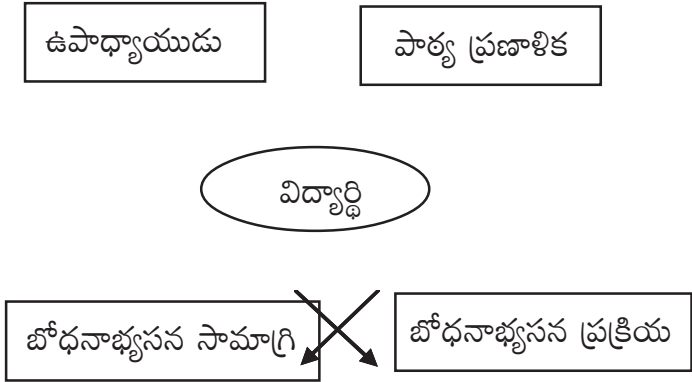 ఉపాధ్యాయుడు
పాఠ్య ప్రణాళిక
విద్యార్థి
బోధనాభ్యసన సామాగ్రి
బోధనాభ్యసన ప్రక్రియ